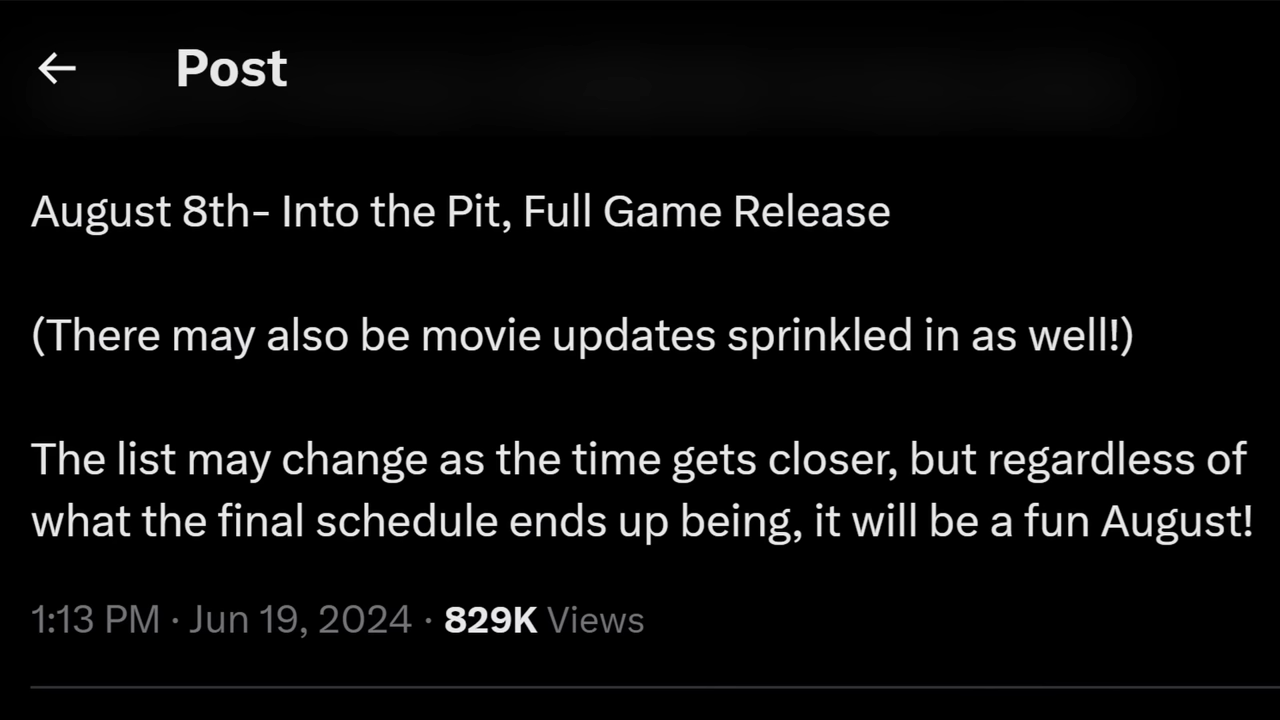 Post
August 8th- Into the Pit, Full Game Release
(There may also be movie updates sprinkled in as well!)
The list may change as the time gets closer, but regardless of
what the final schedule ends up being, it will be a fun August!
1:13 PM · Jun 19, 2024 · 829K Views